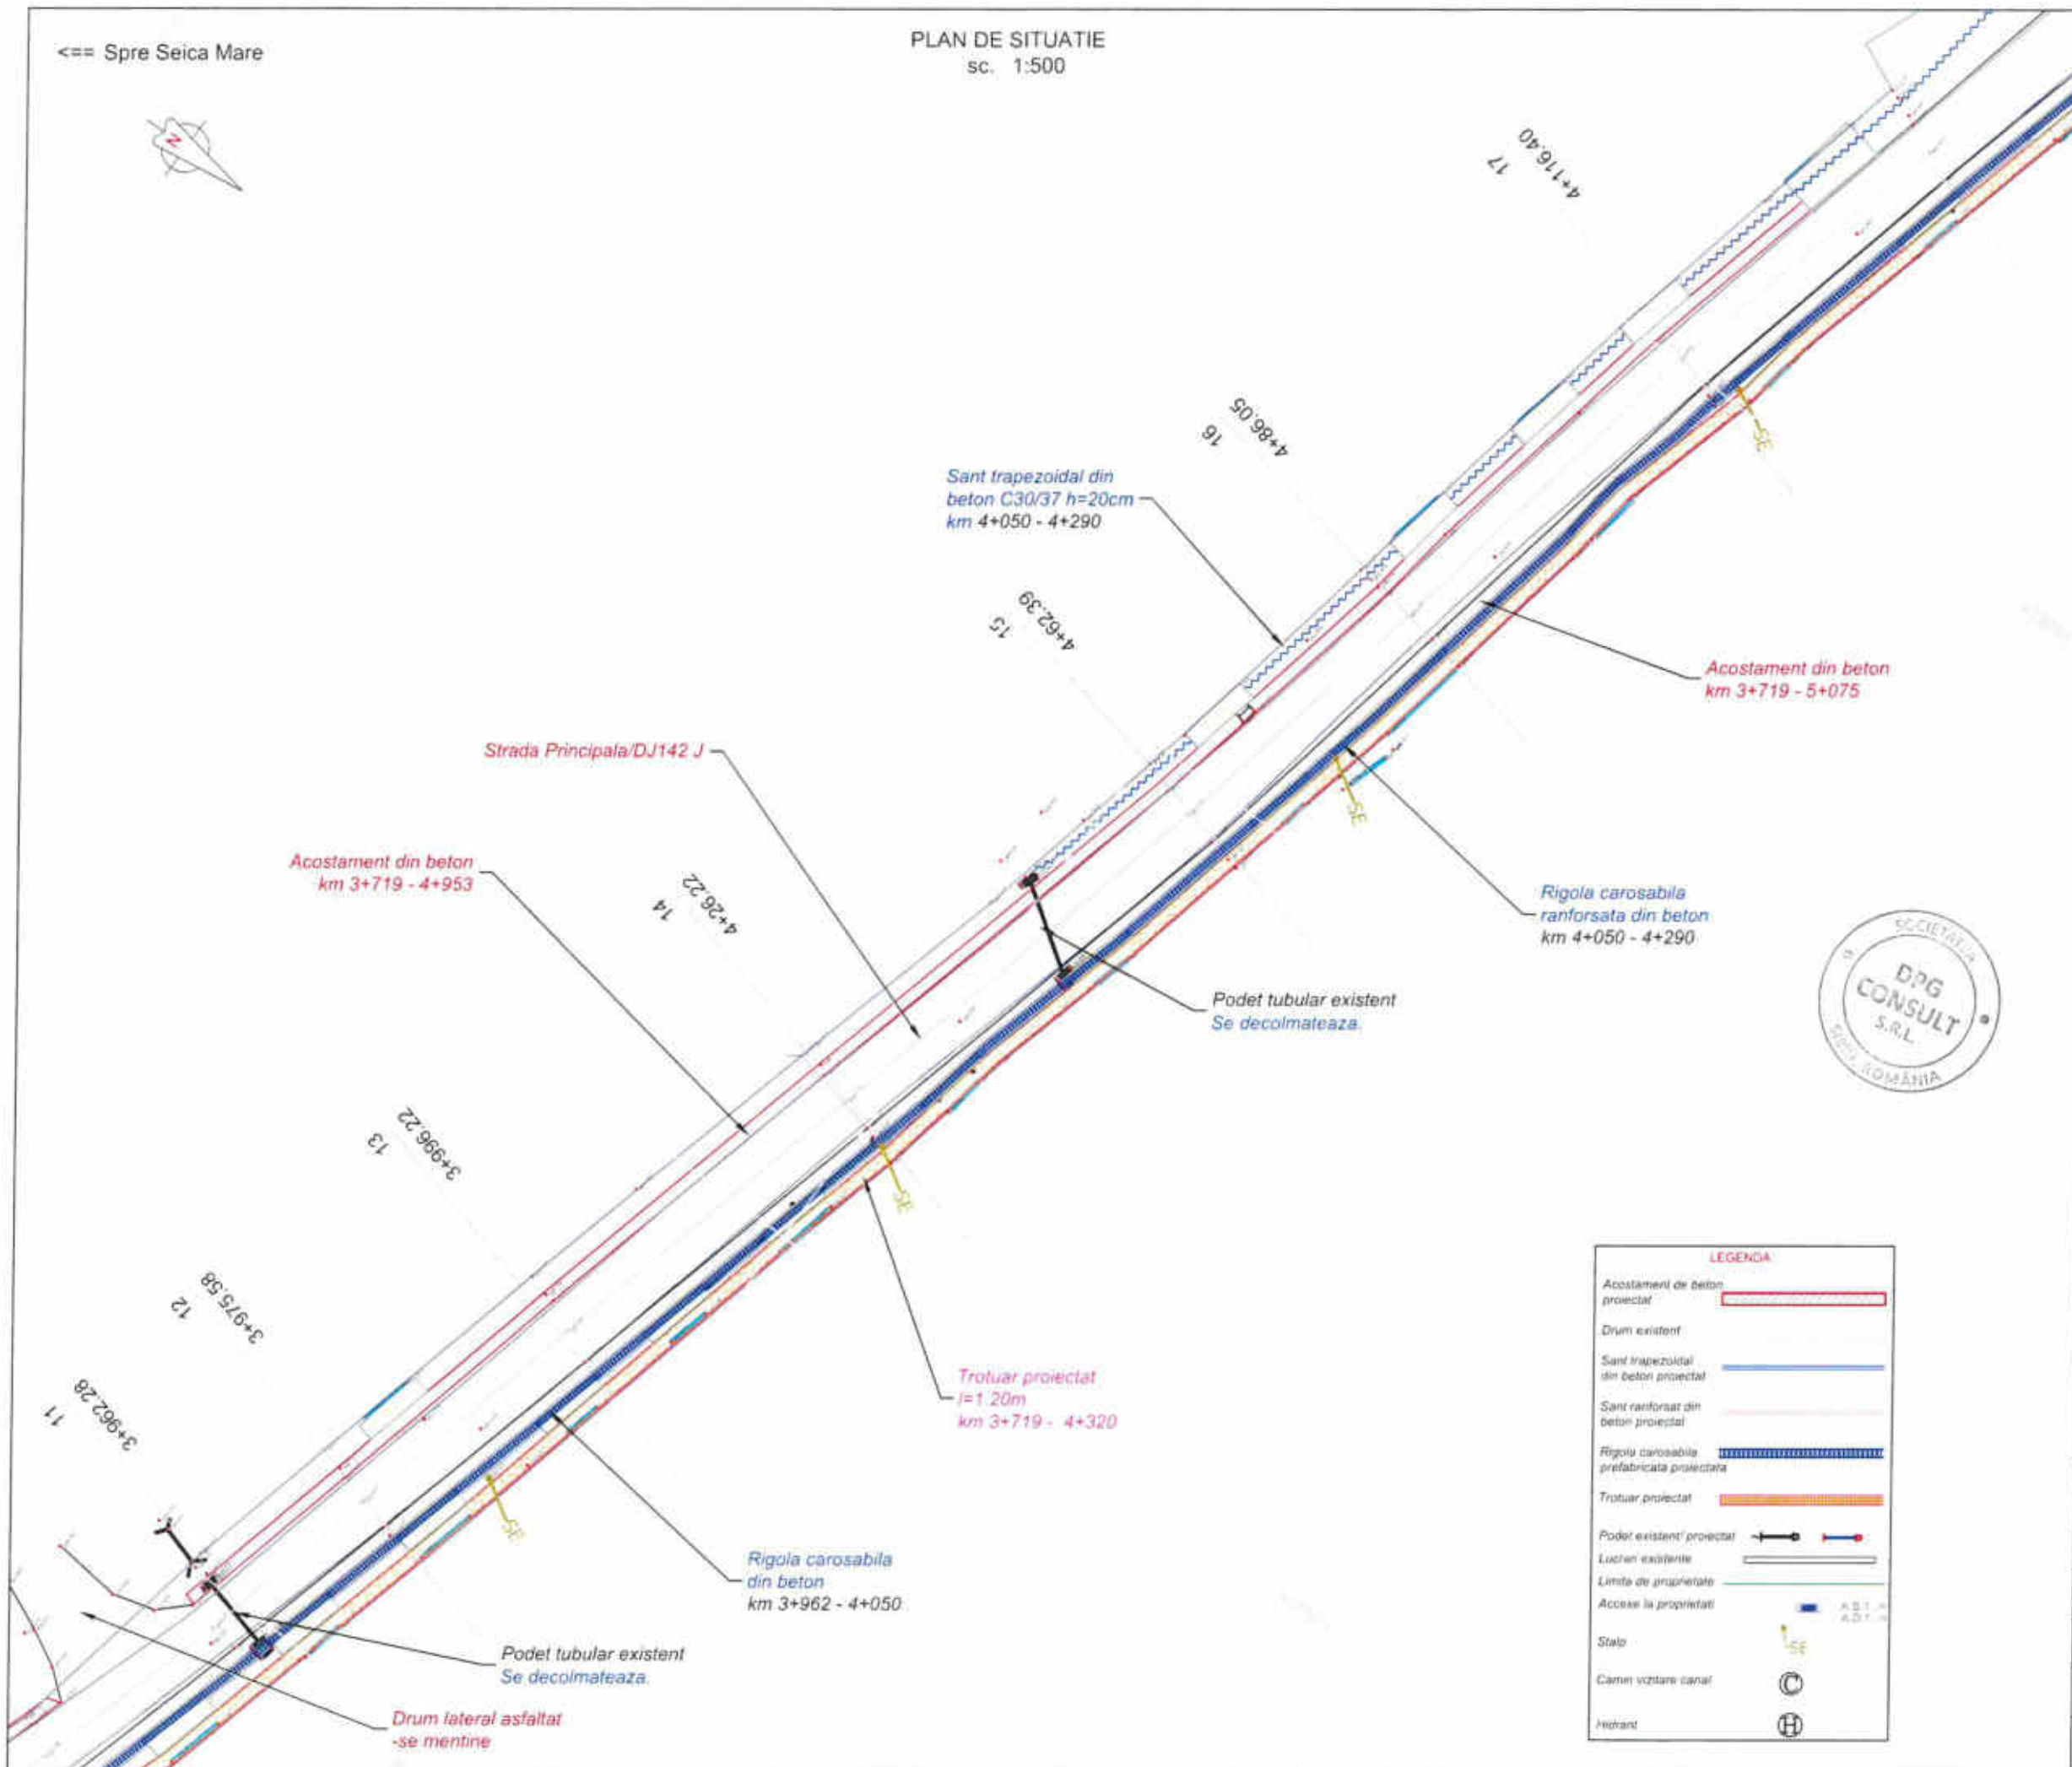 <== Spre Seica Mare
PLAN DE SITUATIE
sc. 1:500
4+116.40
17
4+86.05
16
Sant trapezoidal din
beton C30/37 h=20cm
km 4+050 - 4+290
4+62.39
15
Acostament din beton
km 3+719 - 5+075
Strada Principala/DJ142 J
Acostament din beton
km 3+719 - 4+953
4+26.22
14
Rigola carosabila
ranforsata din beton
km 4+050 - 4+290
Podet tubular existent
Se decolmateaza.
SOCIETATEA
DPG
CONSULT
S.R.L.
ROMÂNIA
3+996.22
13
3+975.58
12
3+962.28
11
Trotuar proiectat
l=1.20m
km 3+719 - 4+320
Rigola carosabila
din beton
km 3+962 - 4+050
Podet tubular existent
Se decolmateaza.
Drum lateral asfaltat
-se mentine
SE
SE
SE
SE
LEGENDA
Acostament de beton
proiectat
Drum existent
Sant trapezoidal
din beton proiectat
Sant ranforsat din
beton proiectat
Rigola carosabila
prefabricata proiectata
Trotuar proiectat
Podet existent/ proiectat
Lucrari existente
Limita de proprietate
Accese la proprietati
Stalp
SE
Camin vizitare canal
C
Hidrant
H